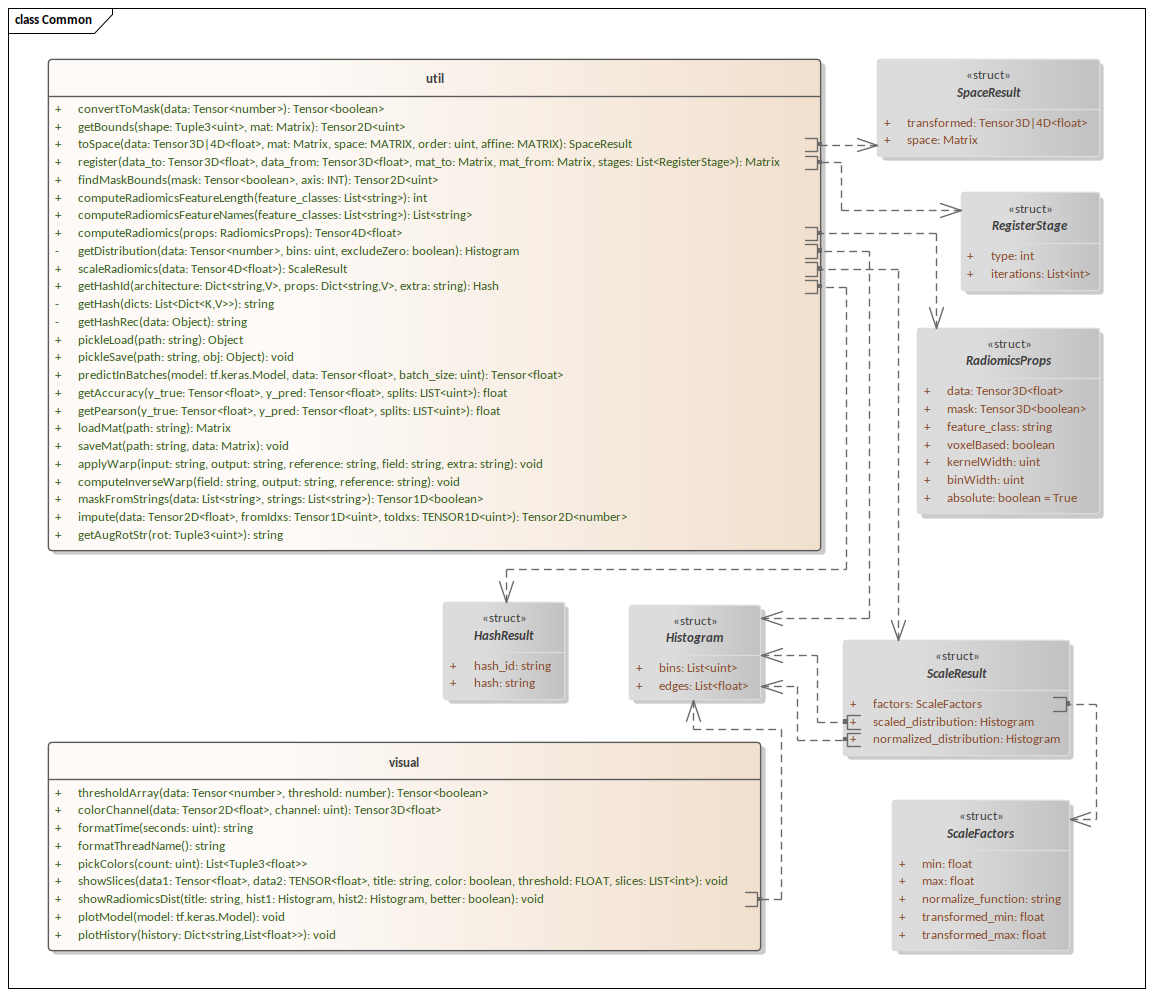 class Common
util
+ convertToMask(data: Tensor<number>): Tensor<boolean>
+ getBounds(shape: Tuple3<uint>, mat: Matrix): Tensor2D<uint>
+ toSpace(data: Tensor3D|4D<float>, mat: Matrix, space: MATRIX, order: uint, affine: MATRIX): SpaceResult
+ register(data_to: Tensor3D<float>, data_from: Tensor3D<float>, mat_to: Matrix, mat_from: Matrix, stages: List<RegisterStage>): Matrix
+ findMaskBounds(mask: Tensor<boolean>, axis: INT): Tensor2D<uint>
+ computeRadiomicsFeatureLength(feature_classes: List<string>): int
+ computeRadiomicsFeatureNames(feature_classes: List<string>): List<string>
+ computeRadiomics(props: RadiomicsProps): Tensor4D<float>
- getDistribution(data: Tensor<number>, bins: uint, excludeZero: boolean): Histogram
+ scaleRadiomics(data: Tensor4D<float>): ScaleResult
+ getHashId(architecture: Dict<string,V>, props: Dict<string,V>, extra: string): Hash
- getHash(dicts: List<Dict<K,V>>): string
- getHashRec(data: Object): string
+ pickleLoad(path: string): Object
+ pickleSave(path: string, obj: Object): void
+ predictInBatches(model: tf.keras.Model, data: Tensor<float>, batch_size: uint): Tensor<float>
+ getAccuracy(y_true: Tensor<float>, y_pred: Tensor<float>, splits: LIST<uint>): float
+ getPearson(y_true: Tensor<float>, y_pred: Tensor<float>, splits: LIST<uint>): float
+ loadMat(path: string): Matrix
+ saveMat(path: string, data: Matrix): void
+ applyWarp(input: string, output: string, reference: string, field: string, extra: string): void
+ computeInverseWarp(field: string, output: string, reference: string): void
+ maskFromStrings(data: List<string>, strings: List<string>): Tensor1D<boolean>
+ impute(data: Tensor2D<float>, fromIdxs: Tensor1D<uint>, toIdxs: TENSOR1D<uint>): Tensor2D<number>
+ getAugRotStr(rot: Tuple3<uint>): string
«struct»
SpaceResult
+ transformed: Tensor3D|4D<float>
+ space: Matrix
«struct»
RegisterStage
+ type: int
+ iterations: List<int>
«struct»
RadiomicsProps
+ data: Tensor3D<float>
+ mask: Tensor3D<boolean>
+ feature_class: string
+ voxelBased: boolean
+ kernelWidth: uint
+ binWidth: uint
+ absolute: boolean = True
«struct»
HashResult
+ hash_id: string
+ hash: string
«struct»
Histogram
+ bins: List<uint>
+ edges: List<float>
«struct»
ScaleResult
+ factors: ScaleFactors
+ scaled_distribution: Histogram
+ normalized_distribution: Histogram
visual
+ thresholdArray(data: Tensor<number>, threshold: number): Tensor<boolean>
+ colorChannel(data: Tensor2D<float>, channel: uint): Tensor3D<float>
+ formatTime(seconds: uint): string
+ formatThreadName(): string
+ pickColors(count: uint): List<Tuple3<float>>
+ showSlices(data1: Tensor<float>, data2: TENSOR<float>, title: string, color: boolean, threshold: FLOAT, slices: LIST<int>): void
+ showRadiomicsDist(title: string, hist1: Histogram, hist2: Histogram, better: boolean): void
+ plotModel(model: tf.keras.Model): void
+ plotHistory(history: Dict<string,List<float>>): void
«struct»
ScaleFactors
+ min: float
+ max: float
+ normalize_function: string
+ transformed_min: float
+ transformed_max: float